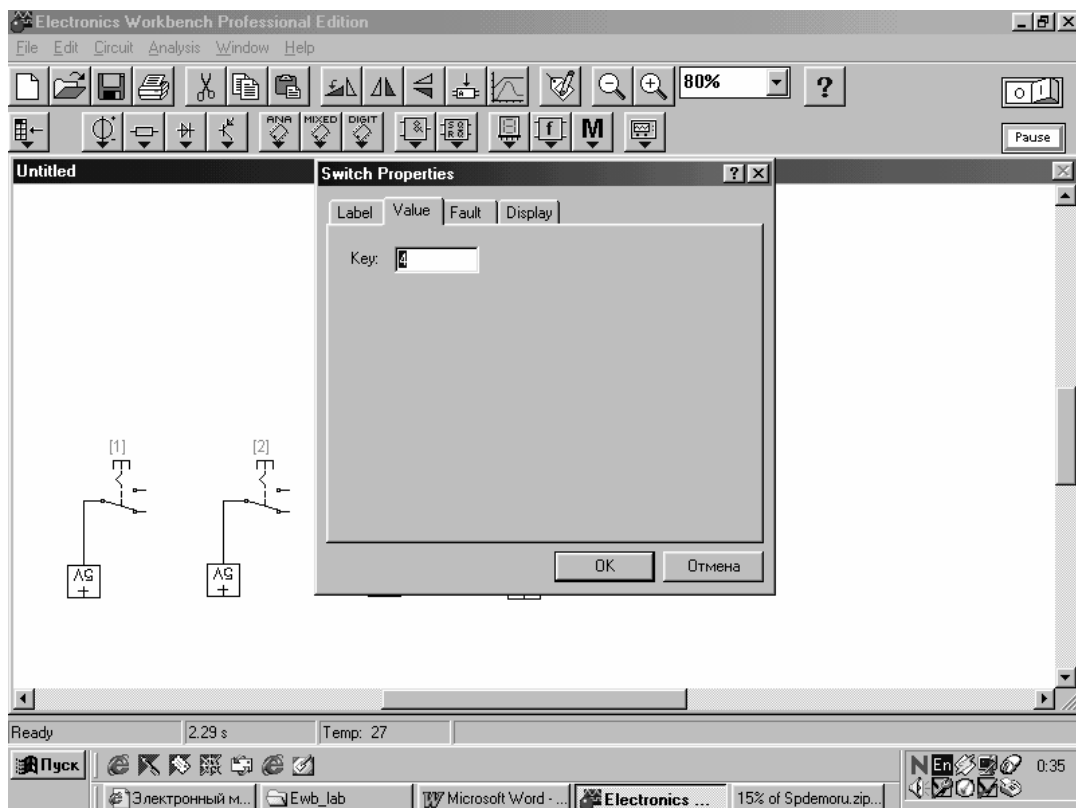 Electronics Workbench Professional Edition
File Edit Circuit Analysis Window Help
80% ?
ANA MIXED DIGIT M
Pause
Untitled
Switch Properties
Label Value Fault Display
Key: 4
[1] [2]
5V 5V
+ +
OK Отмена
Ready 2.29 s Temp: 27
Пуск N En 0:35
Электронный м... Ewb_lab Microsoft Word - ... Electronics ... 15% of Spdemoru.zip...